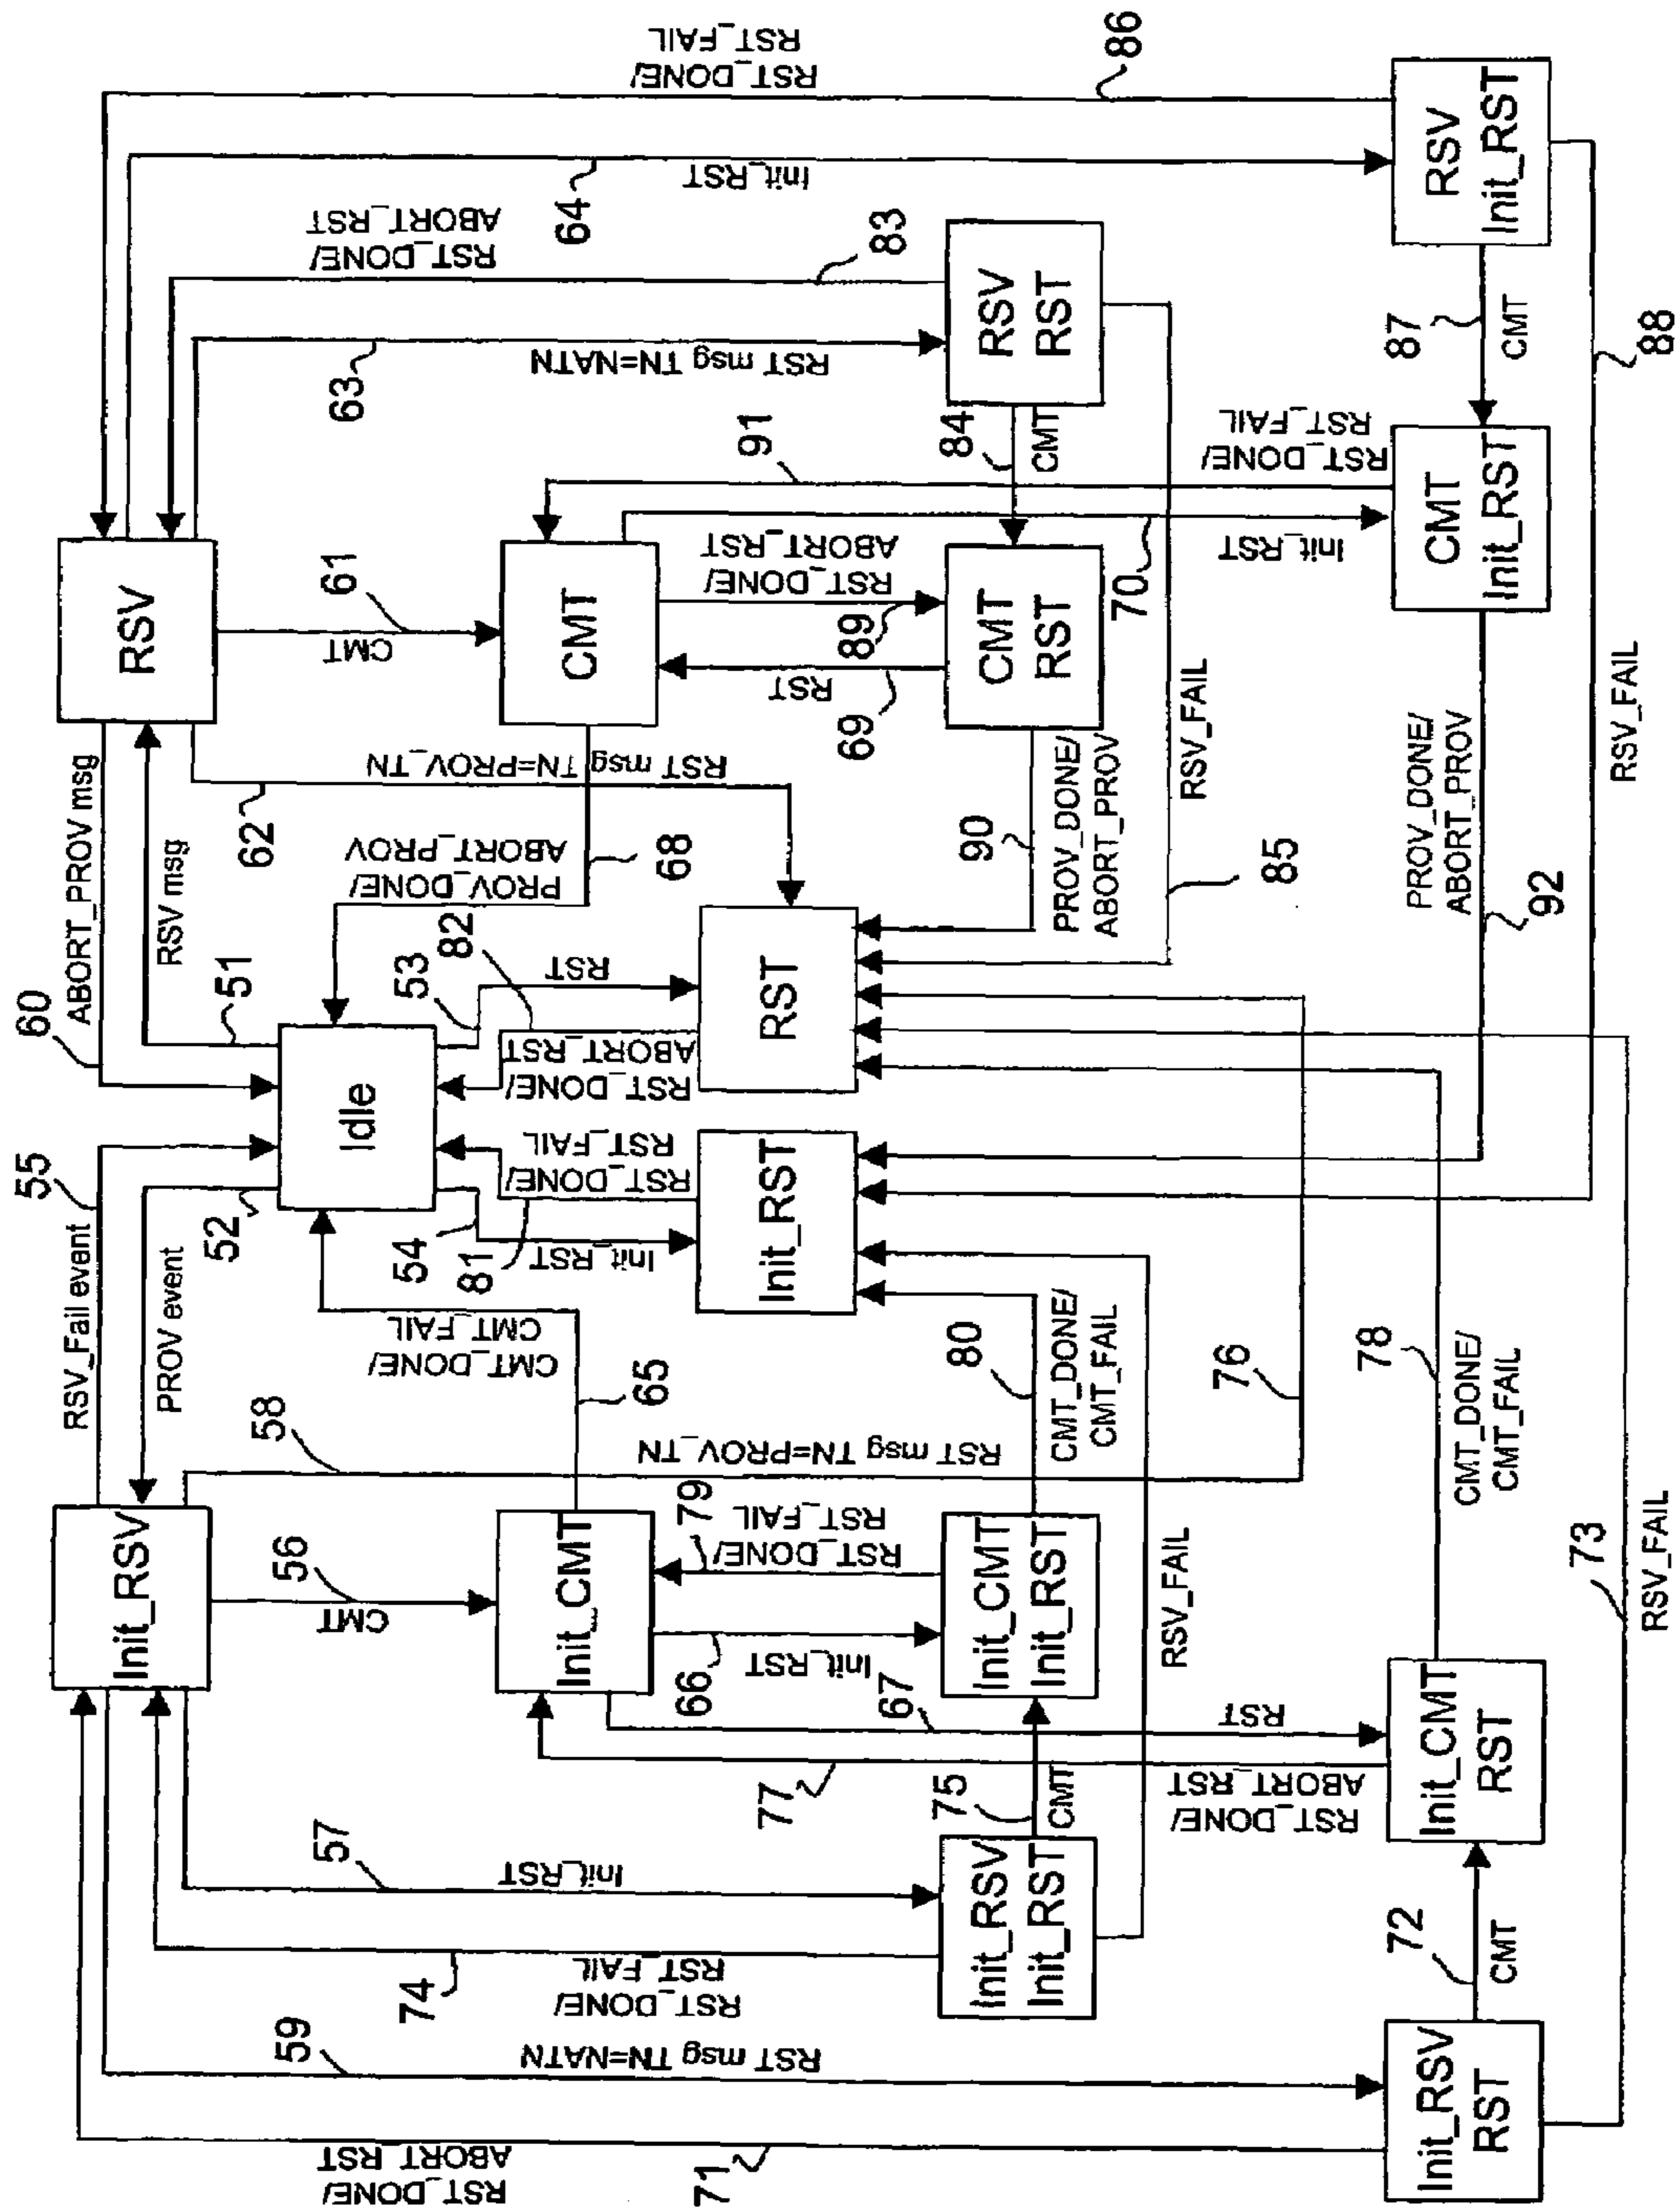 RSV_Fail event
55
60
ABORT_PROV msg
PROV event
52
51
RSV msg
Init_RSV
RSV
Idle
RST_DONE/
ABORT_RST
71
59
RST msg TN=NATN
74
RST_DONE/
RST_FAIL
57
Init_RST
56
CMT
58
RST msg TN=PROV_TN
65
CMT_DONE/
CMT_FAIL
54
Init_RST
81
RST_DONE/
RST_FAIL
RST_DONE/
ABORT_RST
82
53
RST
68
PROV_DONE/
ABORT_PROV
62
RST msg TN=PROV_TN
61
CMT
63
RST msg TN=NATN
83
RST_DONE/
ABORT_RST
64
Init_RST
RST_DONE/
RST_FAIL
86
Init_CMT
CMT
Init_RST
RST
66
Init_RST
79
RST_DONE/
RST_FAIL
67
RST
77
RST_DONE/
ABORT_RST
69
RST
89
RST_DONE/
ABORT_RST
91
RST_DONE/
RST_FAIL
70
Init_RST
Init_RSV
Init_RST
75
CMT
Init_CMT
Init_RST
80
CMT_DONE/
CMT_FAIL
90
PROV_DONE/
ABORT_PROV
CMT
RST
84
CMT
RSV
RST
RSV_FAIL
76
85
RSV_FAIL
Init_RSV
RST
72
CMT
Init_CMT
RST
78
CMT_DONE/
CMT_FAIL
PROV_DONE/
ABORT_PROV
92
CMT
Init_RST
87
CMT
RSV
Init_RST
73
RSV_FAIL
88
RSV_FAIL